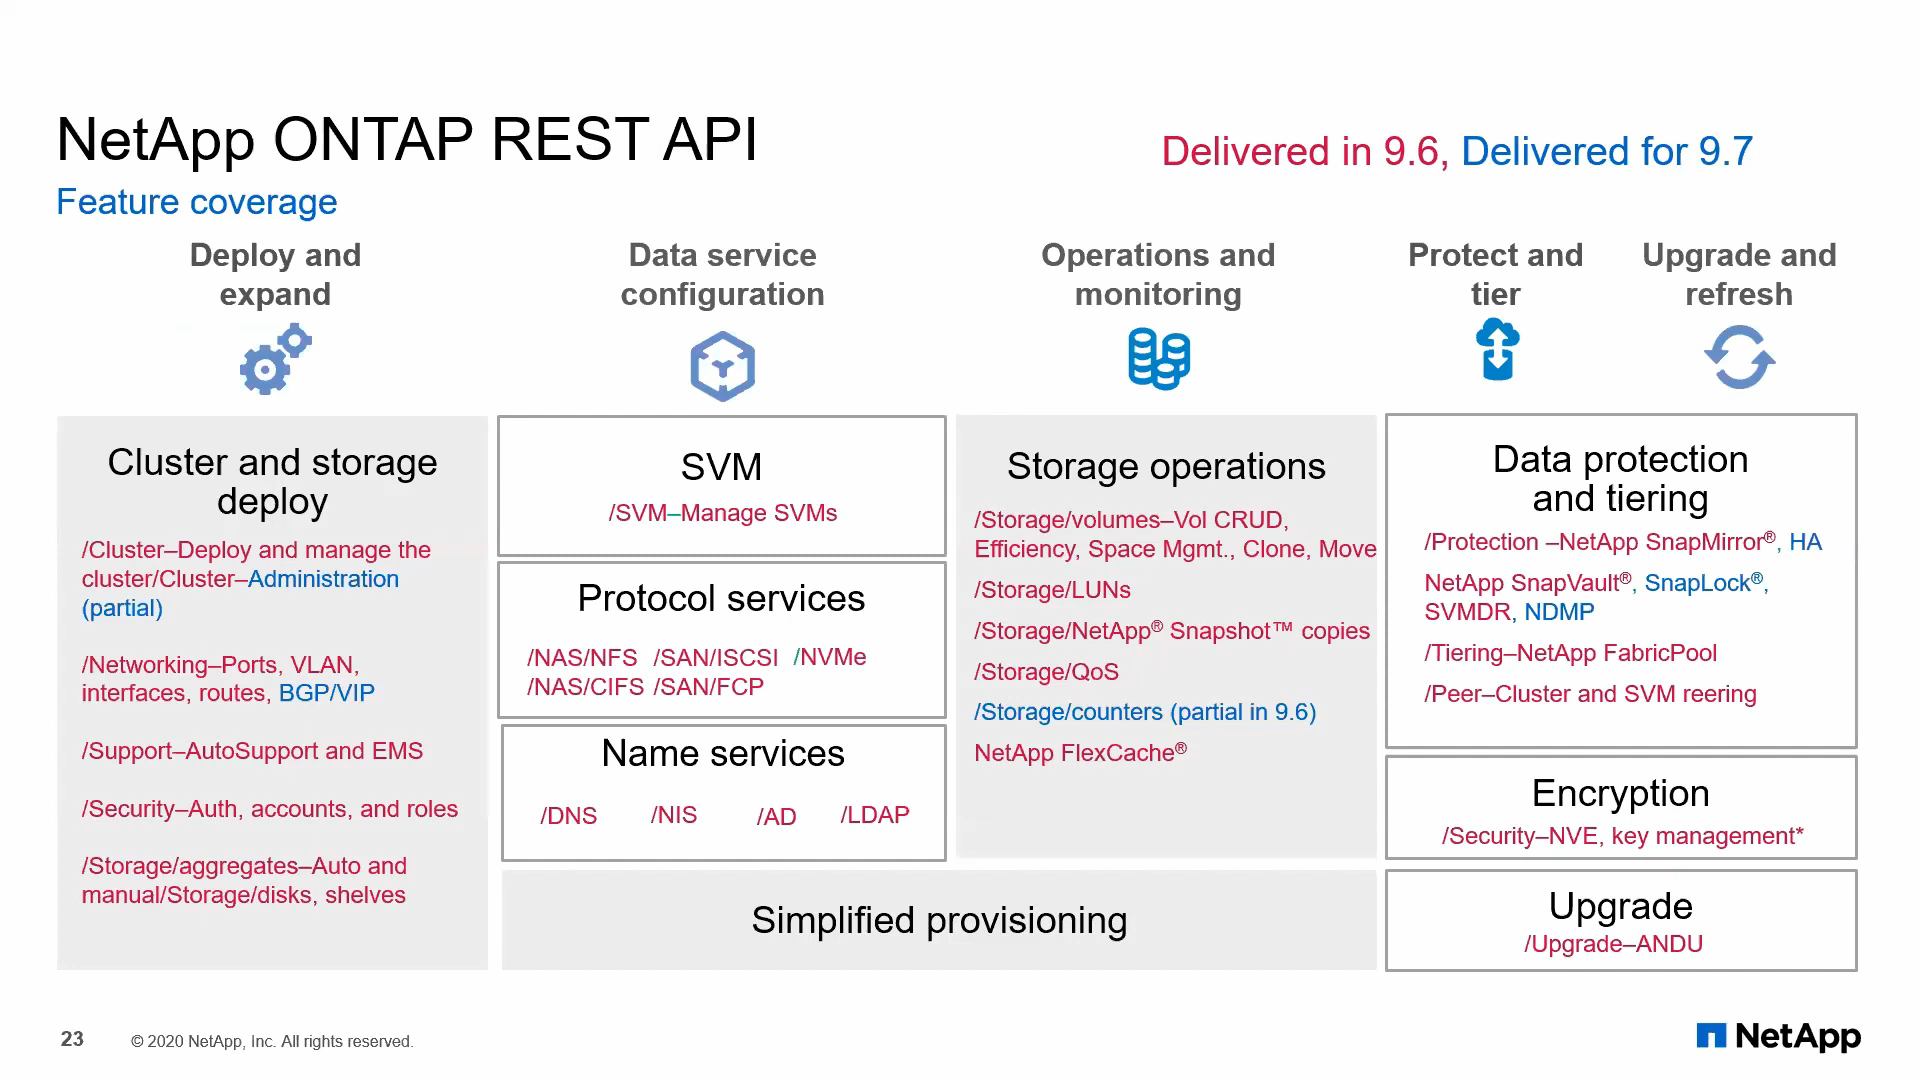 NetApp ONTAP REST API
Feature coverage
Delivered in 9.6, Delivered for 9.7
Deploy and
expand
Data service
configuration
Operations and
monitoring
Protect and
tier
Upgrade and
refresh
Cluster and storage
deploy
/Cluster–Deploy and manage the
cluster/Cluster–Administration
(partial)
/Networking–Ports, VLAN,
interfaces, routes, BGP/VIP
/Support–AutoSupport and EMS
/Security–Auth, accounts, and roles
/Storage/aggregates–Auto and
manual/Storage/disks, shelves
SVM
/SVM–Manage SVMs
Protocol services
/NAS/NFS /SAN/ISCSI /NVMe
/NAS/CIFS /SAN/FCP
Name services
/DNS /NIS /AD /LDAP
Storage operations
/Storage/volumes–Vol CRUD,
Efficiency, Space Mgmt., Clone, Move
/Storage/LUNs
/Storage/NetApp® Snapshot™ copies
/Storage/QoS
/Storage/counters (partial in 9.6)
NetApp FlexCache®
Simplified provisioning
Data protection
and tiering
/Protection –NetApp SnapMirror®, HA
NetApp SnapVault®, SnapLock®,
SVMDR, NDMP
/Tiering–NetApp FabricPool
/Peer–Cluster and SVM reering
Encryption
/Security–NVE, key management*
Upgrade
/Upgrade–ANDU
23 © 2020 NetApp, Inc. All rights reserved.
NetApp